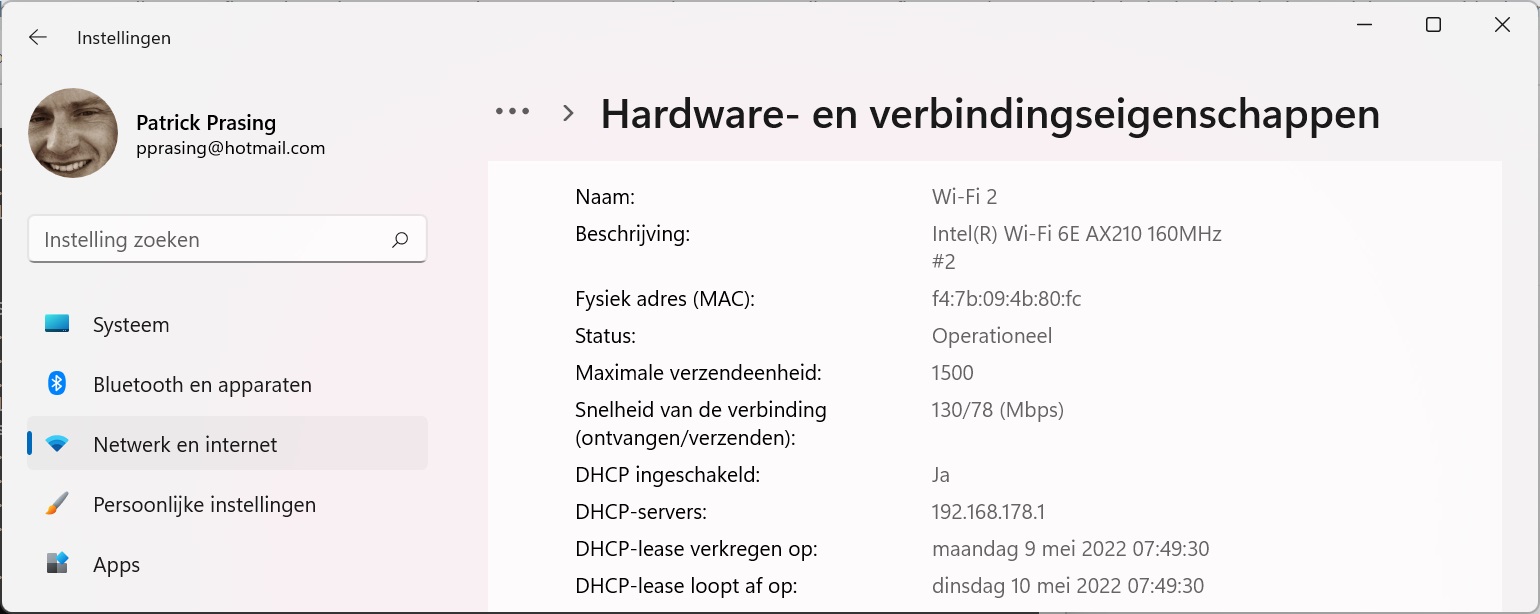 Instellingen
Patrick Prasing
pprasing@hotmail.com
Instelling zoeken
Systeem
Bluetooth en apparaten
Netwerk en internet
Persoonlijke instellingen
Apps
••• > Hardware- en verbindingseigenschappen
Naam: Wi-Fi 2
Beschrijving: Intel(R) Wi-Fi 6E AX210 160MHz
#2
Fysiek adres (MAC): f4:7b:09:4b:80:fc
Status: Operationeel
Maximale verzendeenheid: 1500
Snelheid van de verbinding 130/78 (Mbps)
(ontvangen/verzenden):
DHCP ingeschakeld: Ja
DHCP-servers: 192.168.178.1
DHCP-lease verkregen op: maandag 9 mei 2022 07:49:30
DHCP-lease loopt af op: dinsdag 10 mei 2022 07:49:30